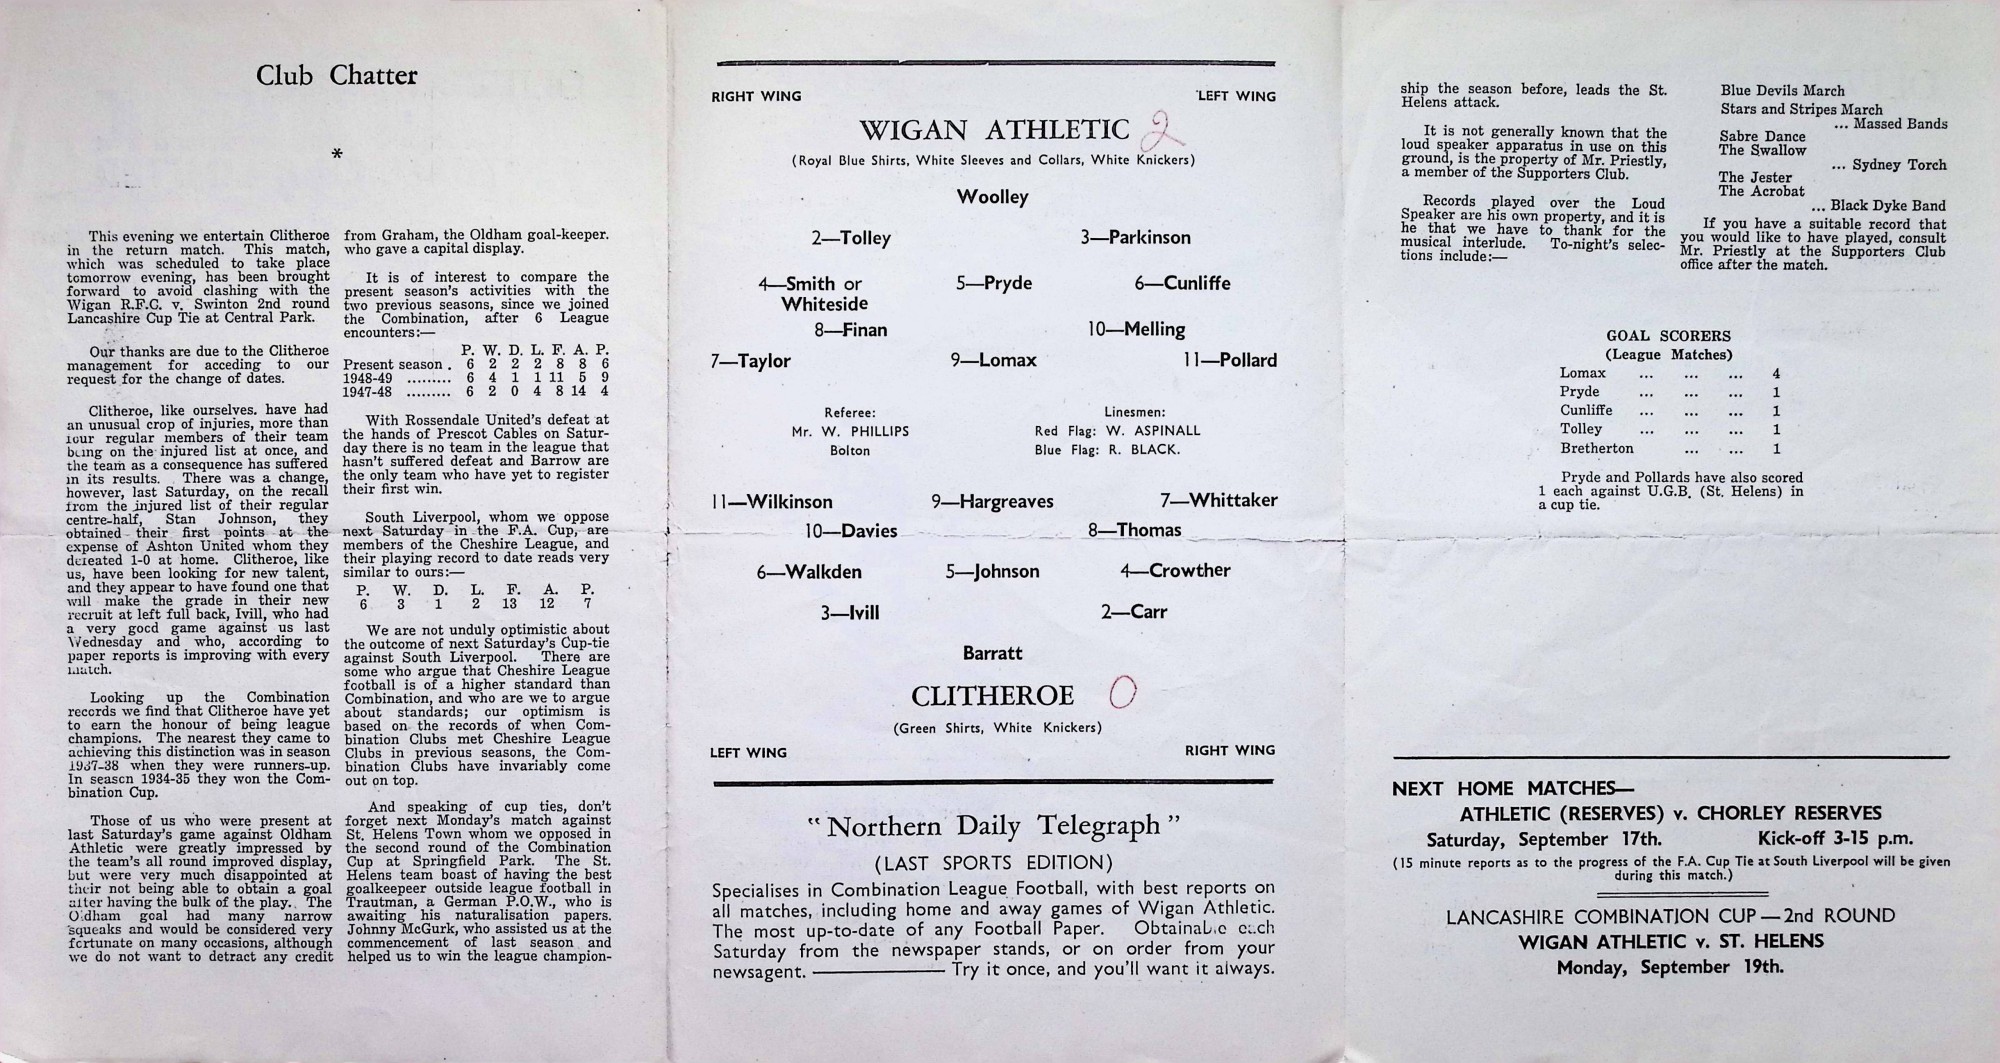 Club Chatter
*
This evening we entertain Clitheroe
in the return match. This match,
which was scheduled to take place
tomorrow evening, has been brought
forward to avoid clashing with the
Wigan R.F.C. v. Swinton 2nd round
Lancashire Cup Tie at Central Park.
Our thanks are due to the Clitheroe
management for acceding to our
request for the change of dates.
Clitheroe, like ourselves. have had
an unusual crop of injuries, more than
four regular members of their team
being on the injured list at once, and
the team as a consequence has suffered
in its results. There was a change,
however, last Saturday, on the recall
from the injured list of their regular
centre-half, Stan Johnson, they
obtained their first points at the
expense of Ashton United whom they
defeated 1-0 at home. Clitheroe, like
us, have been looking for new talent,
and they appear to have found one that
will make the grade in their new
recruit at left full back, Ivill, who had
a very good game against us last
Wednesday and who, according to
paper reports is improving with every
match.
Looking up the Combination
records we find that Clitheroe have yet
to earn the honour of being league
champions. The nearest they came to
achieving this distinction was in season
1937-38 when they were runners-up.
In season 1934-35 they won the Com-
bination Cup.
Those of us who were present at
last Saturday's game against Oldham
Athletic were greatly impressed by
the team's all round improved display,
but were very much disappointed at
their not being able to obtain a goal
after having the bulk of the play. The
Oldham goal had many narrow
squeaks and would be considered very
fortunate on many occasions, although
we do not want to detract any credit
from Graham, the Oldham goal-keeper.
who gave a capital display.
It is of interest to compare the
present season's activities with the
two previous seasons, since we joined
the Combination, after 6 League
encounters:—
P. W. D. L. F. A. P.
Present season . 6 2 2 2 8 8 6
1948-49 ......... 6 4 1 1 11 5 9
1947-48 ......... 6 2 0 4 8 14 4
With Rossendale United's defeat at
the hands of Prescot Cables on Satur-
day there is no team in the league that
hasn't suffered defeat and Barrow are
the only team who have yet to register
their first win.
South Liverpool, whom we oppose
next Saturday in the F.A. Cup, are
members of the Cheshire League, and
their playing record to date reads very
similar to ours:—
P. W. D. L. F. A. P.
6 3 1 2 13 12 7
We are not unduly optimistic about
the outcome of next Saturday's Cup-tie
against South Liverpool. There are
some who argue that Cheshire League
football is of a higher standard than
Combination, and who are we to argue
about standards; our optimism is
based on the records of when Com-
bination Clubs met Cheshire League
Clubs in previous seasons, the Com-
bination Clubs have invariably come
out on top.
And speaking of cup ties, don't
forget next Monday's match against
St. Helens Town whom we opposed in
the second round of the Combination
Cup at Springfield Park. The St.
Helens team boast of having the best
goalkeepeer outside league football in
Trautman, a German P.O.W., who is
awaiting his naturalisation papers.
Johnny McGurk, who assisted us at the
commencement of last season and
helped us to win the league champion-
RIGHT WING LEFT WING
WIGAN ATHLETIC 2
(Royal Blue Shirts, White Sleeves and Collars, White Knickers)
Woolley
2—Tolley 3—Parkinson
4—Smith or 5—Pryde 6—Cunliffe
Whiteside
8—Finan 10—Melling
7—Taylor 9—Lomax 11—Pollard
Referee: Linesmen:
Mr. W. PHILLIPS Red Flag: W. ASPINALL
Bolton Blue Flag: R. BLACK.
11—Wilkinson 9—Hargreaves 7—Whittaker
10—Davies 8—Thomas
6—Walkden 5—Johnson 4—Crowther
3—Ivill 2—Carr
Barratt
CLITHEROE 0
(Green Shirts, White Knickers)
LEFT WING RIGHT WING
"Northern Daily Telegraph"
(LAST SPORTS EDITION)
Specialises in Combination League Football, with best reports on
all matches, including home and away games of Wigan Athletic.
The most up-to-date of any Football Paper. Obtainable each
Saturday from the newspaper stands, or on order from your
newsagent. ——— Try it once, and you'll want it always.
ship the season before, leads the St.
Helens attack.
It is not generally known that the
loud speaker apparatus in use on this
ground, is the property of Mr. Priestly,
a member of the Supporters Club.
Records played over the Loud
Speaker are his own property, and it is
he that we have to thank for the
musical interlude. To-night's selec-
tions include:—
Blue Devils March
Stars and Stripes March
... Massed Bands
Sabre Dance
The Swallow
... Sydney Torch
The Jester
The Acrobat
... Black Dyke Band
If you have a suitable record that
you would like to have played, consult
Mr. Priestly at the Supporters Club
office after the match.
GOAL SCORERS
(League Matches)
Lomax ... ... ... 4
Pryde ... ... ... 1
Cunliffe ... ... ... 1
Tolley ... ... ... 1
Bretherton ... ... 1
Pryde and Pollards have also scored
1 each against U.G.B. (St. Helens) in
a cup tie.
NEXT HOME MATCHES—
ATHLETIC (RESERVES) v. CHORLEY RESERVES
Saturday, September 17th. Kick-off 3-15 p.m.
(15 minute reports as to the progress of the F.A. Cup Tie at South Liverpool will be given
during this match.)
LANCASHIRE COMBINATION CUP — 2nd ROUND
WIGAN ATHLETIC v. ST. HELENS
Monday, September 19th.